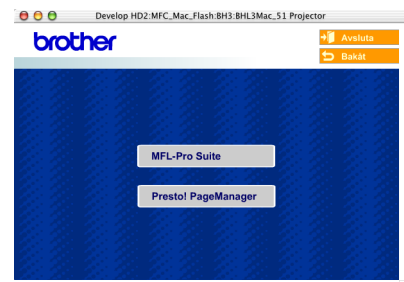 Develop HD2:MFC_Mac_Flash:BH3:BHL3Mac_51 Projector
brother
Avsluta
Bakåt
MFL-Pro Suite
Presto! PageManager